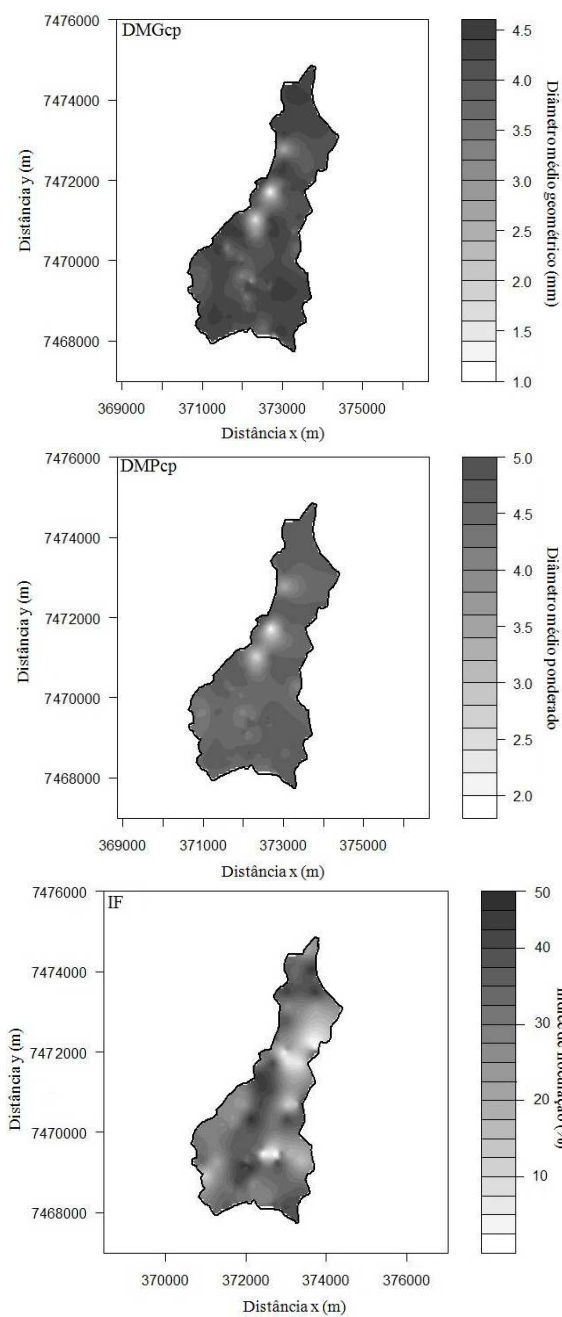 DMGcp
7476000
7474000
7472000
7470000
7468000
Distância y (m)
369000 371000 373000 375000
Distância x (m)
4.5
4.0
3.5
3.0
2.5
2.0
1.5
1.0
Diâmetro médio geométrico (mm)
DMPcp
7476000
7474000
7472000
7470000
7468000
Distância y (m)
369000 371000 373000 375000
Distância x (m)
5.0
4.5
4.0
3.5
3.0
2.5
2.0
Diâmetro médio ponderado
IF
7476000
7474000
7472000
7470000
7468000
Distância y (m)
370000 372000 374000 376000
Distância x (m)
50
40
30
20
10
de (%)